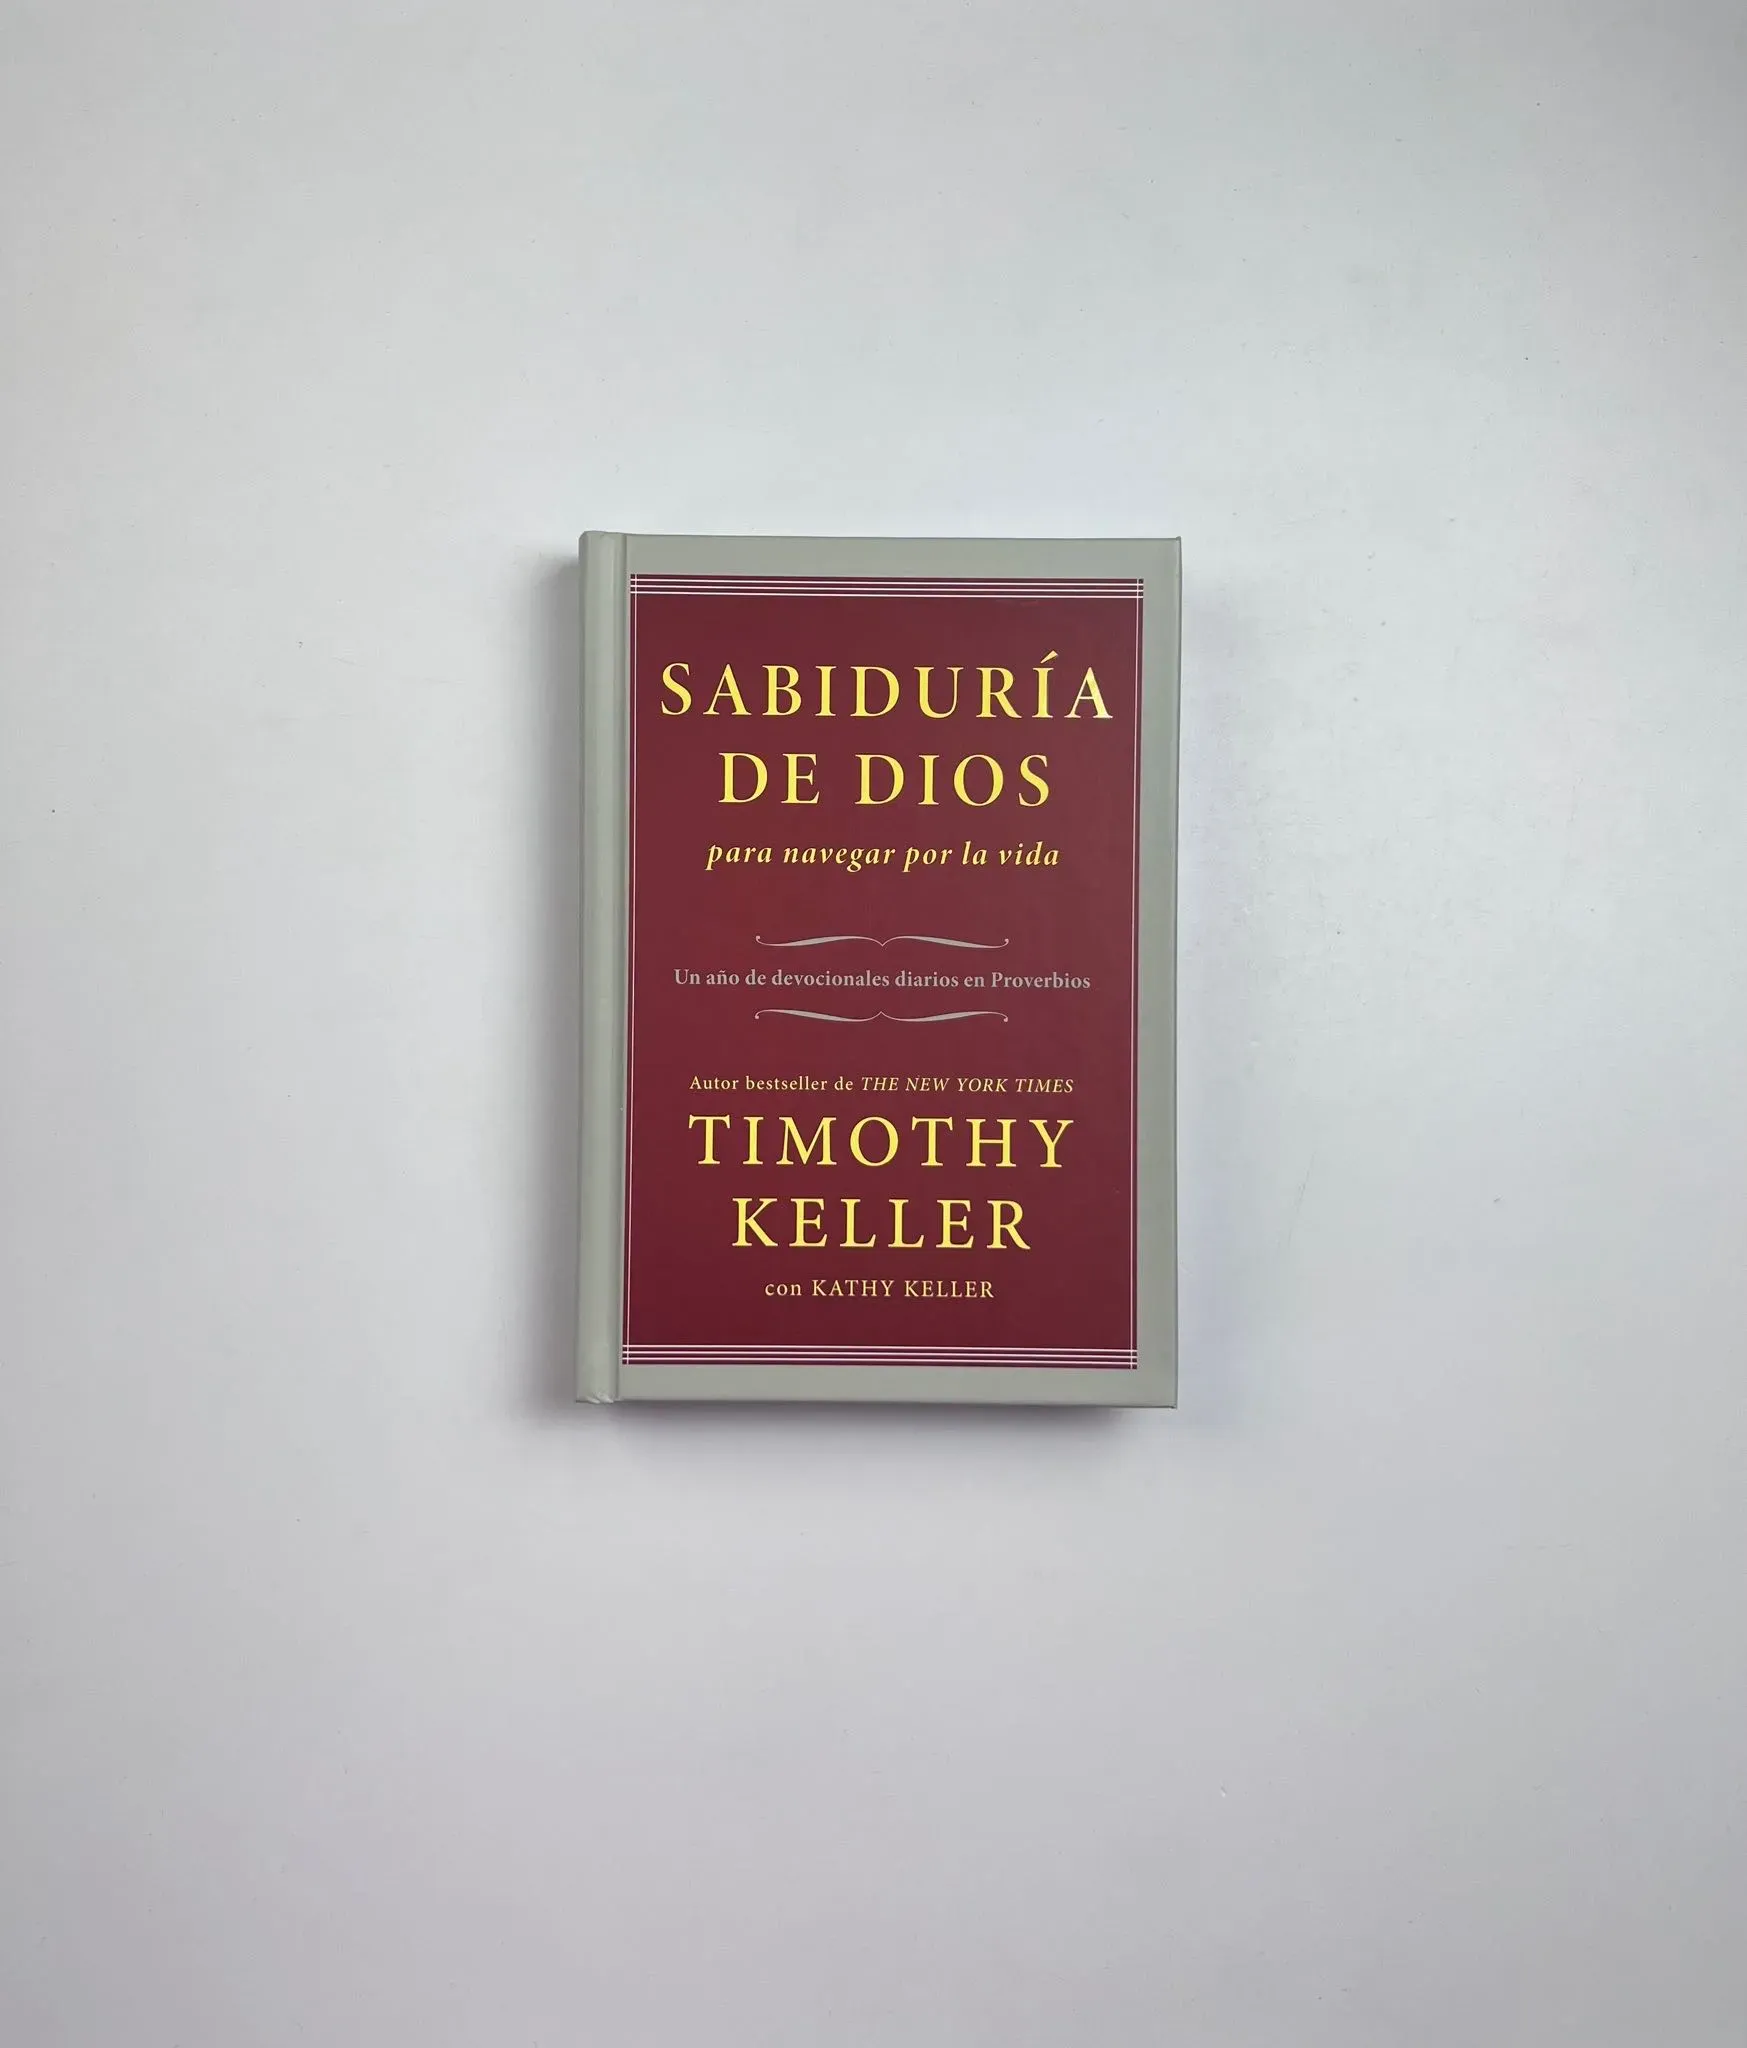 SABIDURÍA
DE DIOS
para navegar por la vida
Un año de devocionales diarios en Proverbios
Autor bestseller de THE NEW YORK TIMES
TIMOTHY
KELLER
con KATHY KELLER